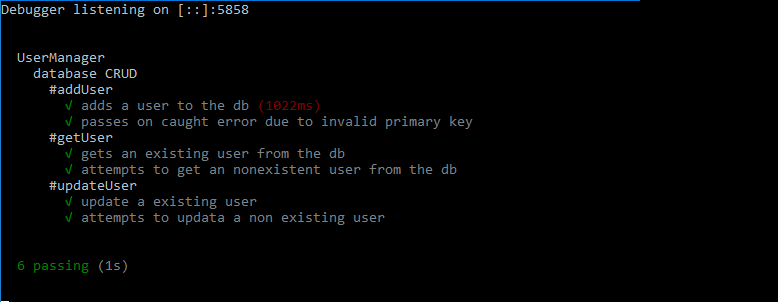 Debugger listening on [::]:5858
UserManager
database CRUD
#addUser
√ adds a user to the db (1022ms)
√ passes on caught error due to invalid primary key
#getUser
√ gets an existing user from the db
√ attempts to get an nonexistent user from the db
#updateUser
√ update a existing user
√ attempts to updata a non existing user
6 passing (1s)